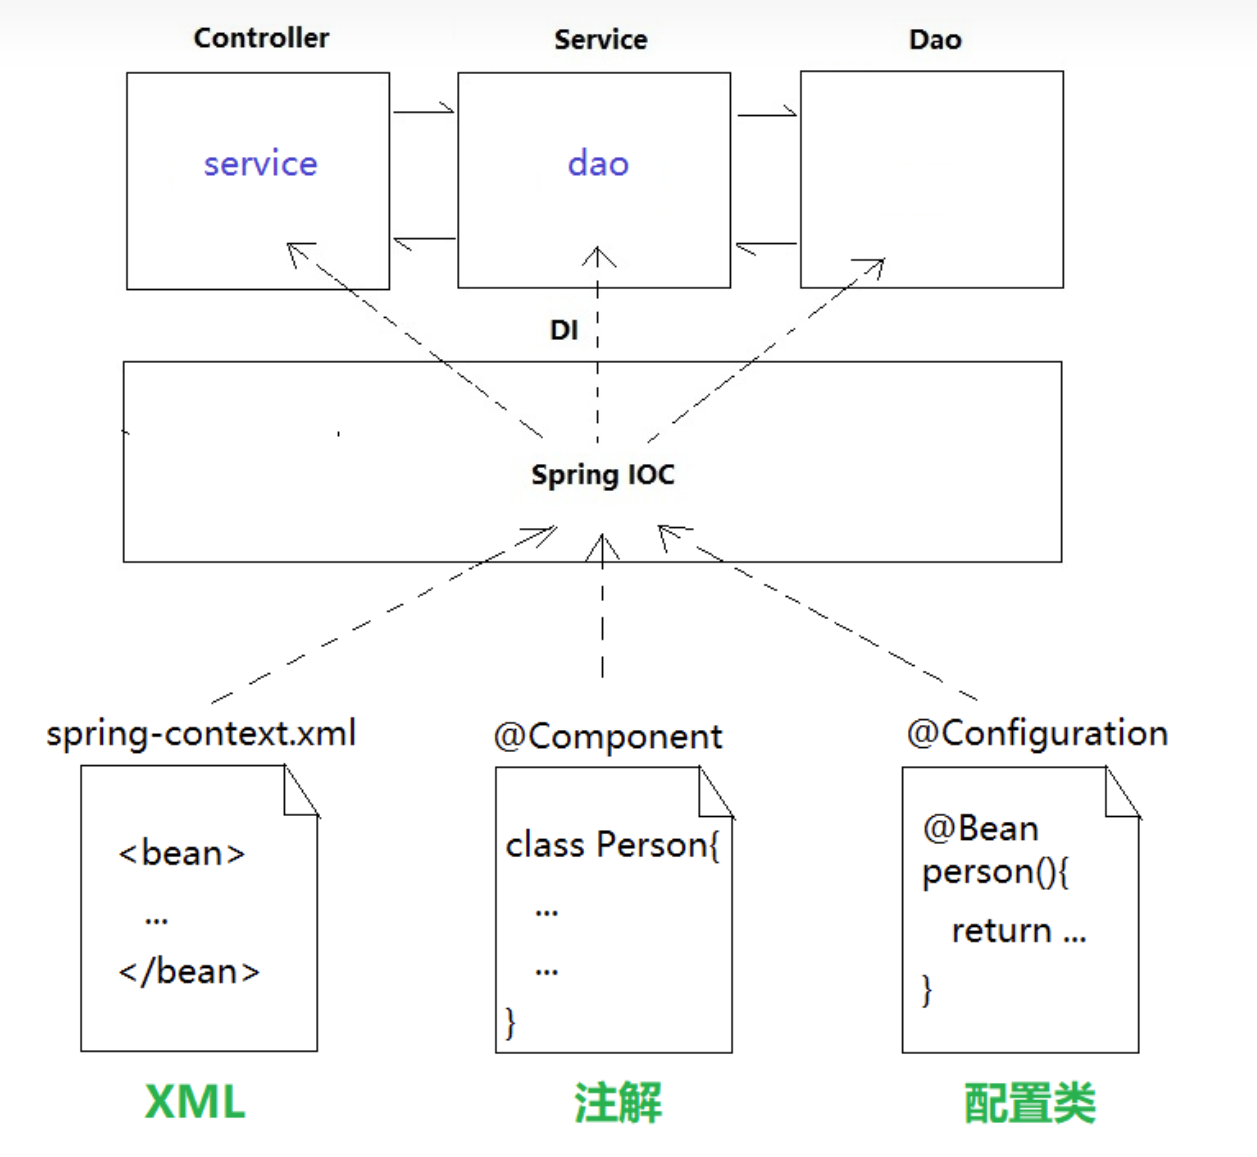 Controller
Service
Dao
service
dao
DI
Spring IOC
spring-context.xml
@Component
@Configuration
<bean>
...
</bean>
class Person{
...
...
}
@Bean
person(){
return ...
}
XML
注解
配置类